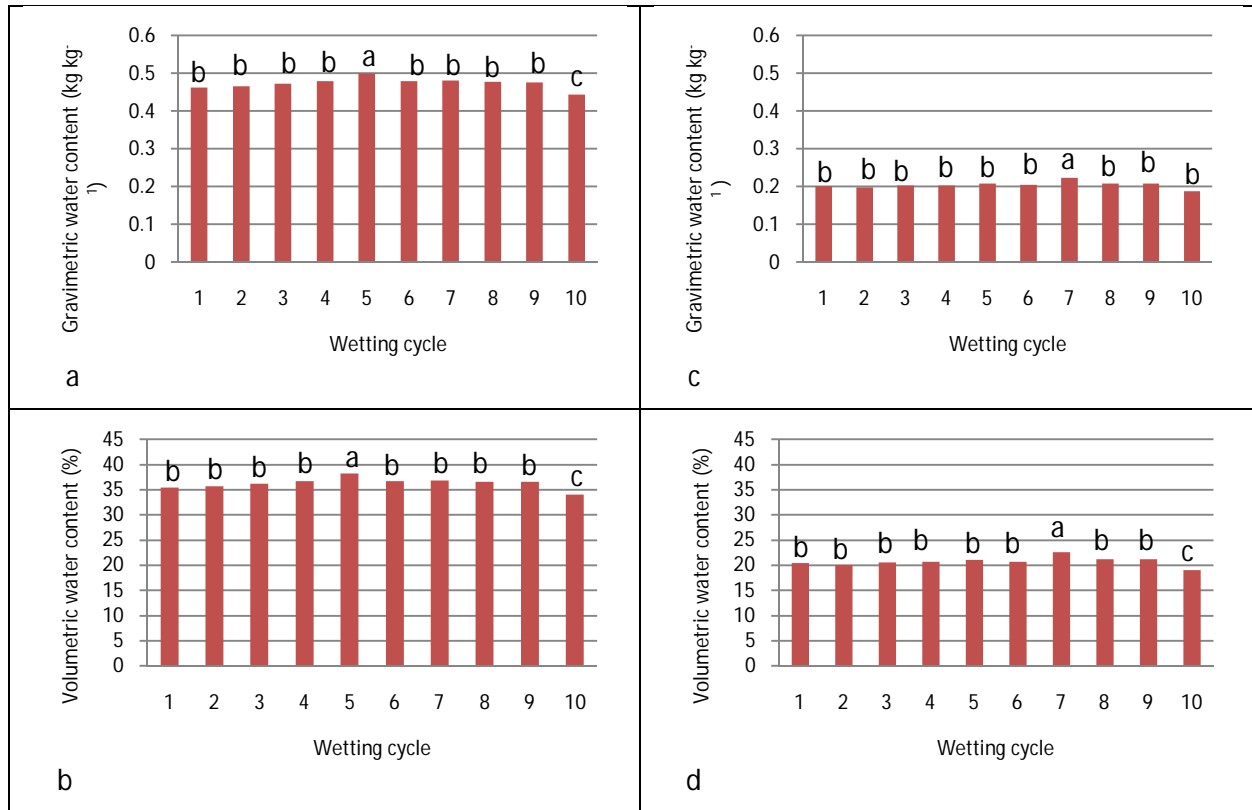 Gravimetric water content (kg kg-
1)
0.6
0.5
0.4
0.3
0.2
0.1
0
b b b b a b b b b c
1 2 3 4 5 6 7 8 9 10
Wetting cycle
a
Gravimetric water content (kg kg-
1 )
0.6
0.5
0.4
0.3
0.2
0.1
0
b b b b b b a b b b
1 2 3 4 5 6 7 8 9 10
Wetting cycle
c
Volumetric water content (%)
45
40
35
30
25
20
15
10
5
0
b b b b a b b b b c
1 2 3 4 5 6 7 8 9 10
Wetting cycle
b
Volumetric water content (%)
45
40
35
30
25
20
15
10
5
0
b b b b b b a b b c
1 2 3 4 5 6 7 8 9 10
Wetting cycle
d